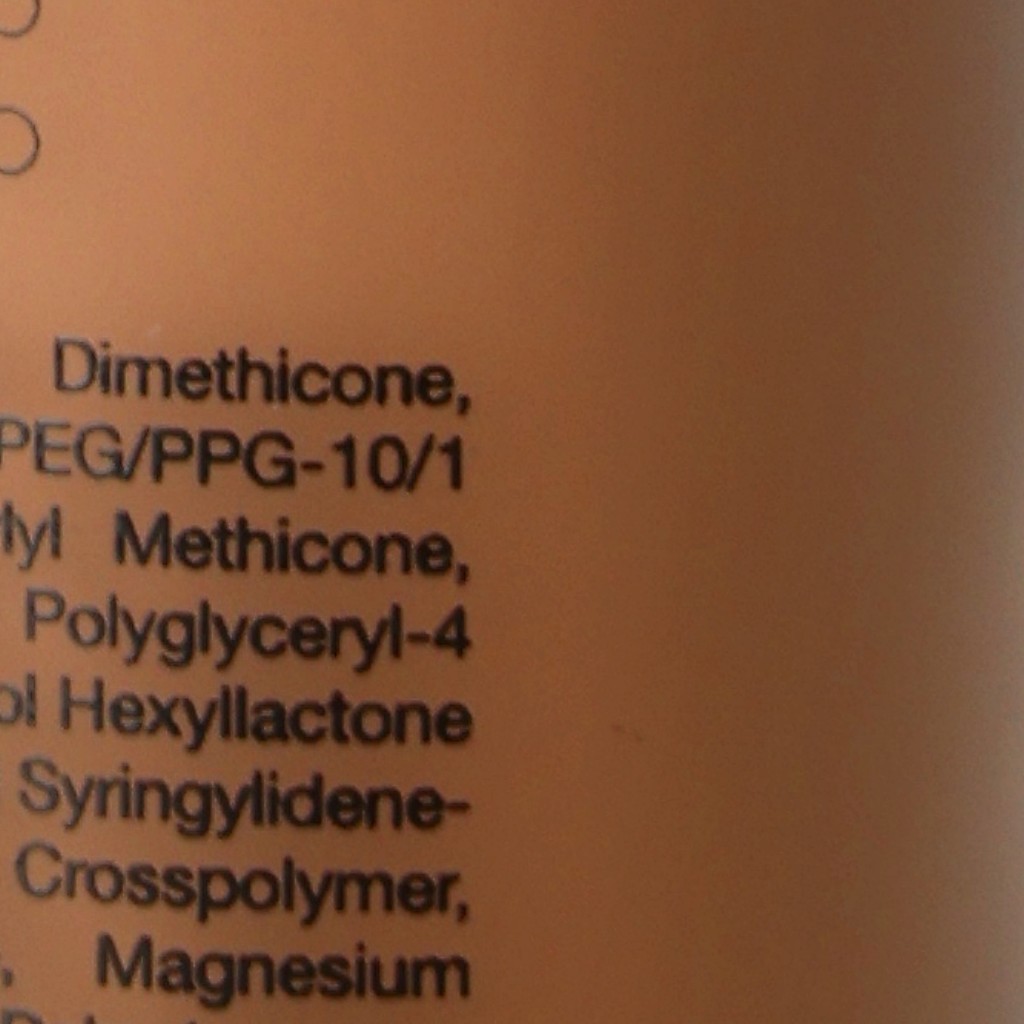 Dimethicone,
PEG/PPG-10/1
Methicone,
Polyglyceryl-4
Hexyllactone
Syringylidene-
Crosspolymer,
Magnesium